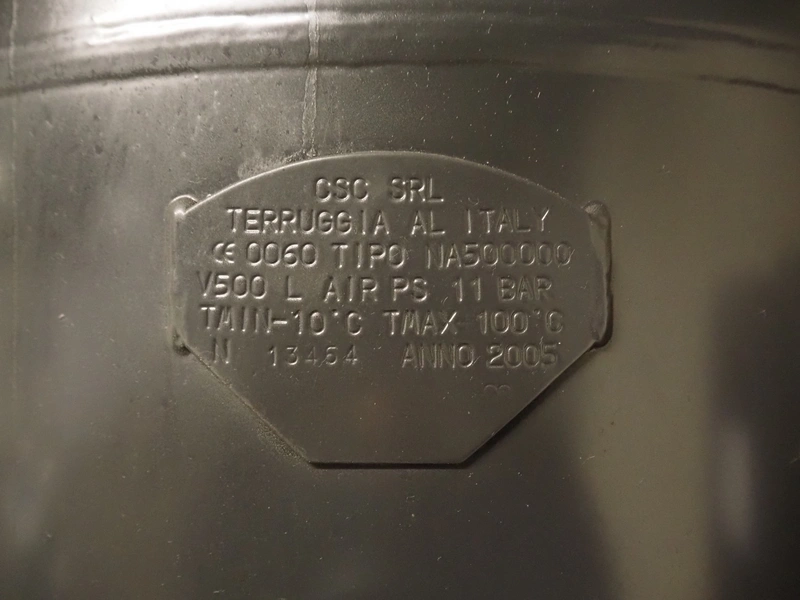 CSC SRL
TERRUGGIA AL ITALY
CE 0060 TIPO NA500000
V500 L AIR PS 11 BAR
TMIN-10°C TMAX 100°C
N 13454 ANNO 2005